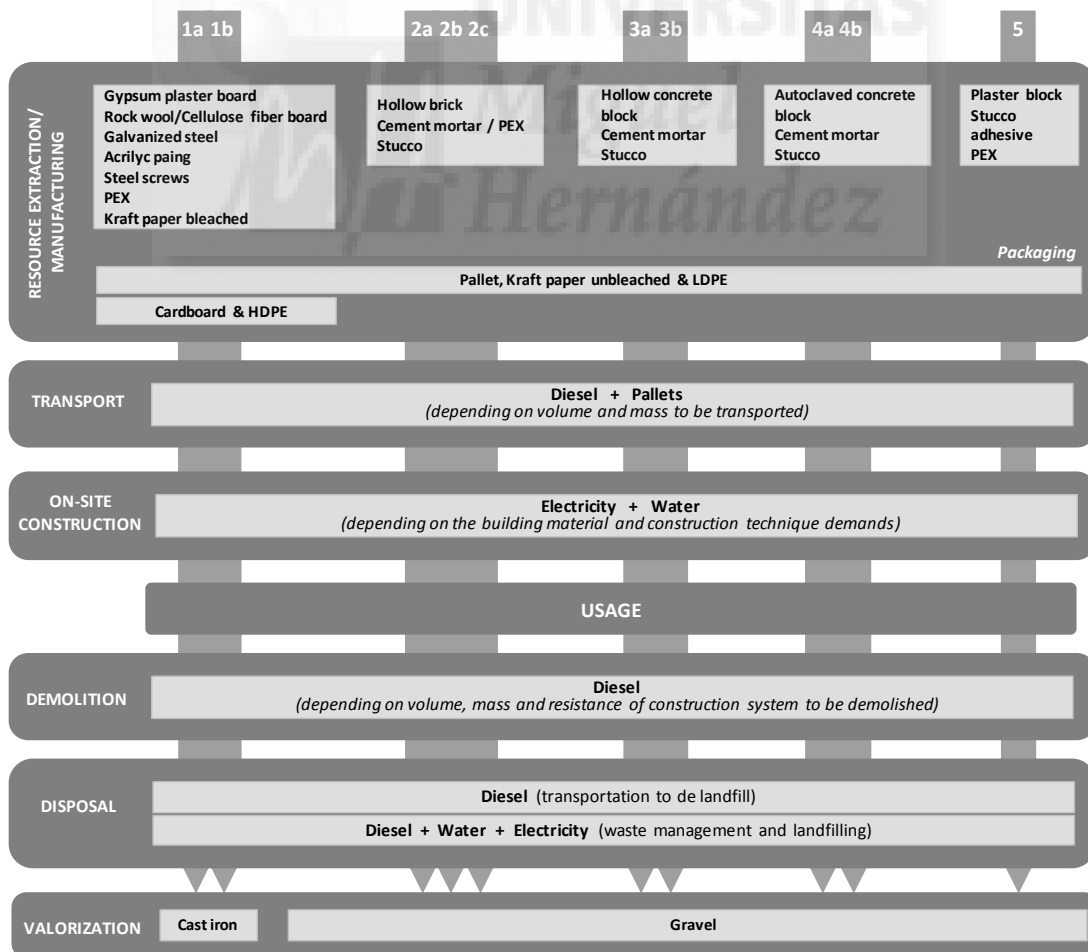 UNIVERSITAS
Miguel
Hernández
1a 1b
2a 2b 2c
3a 3b
4a 4b
5
RESOURCE EXTRACTION/
MANUFACTURING
Gypsum plaster board
Rock wool/Cellulose fiber board
Galvanized steel
Acrilyc paing
Steel screws
PEX
Kraft paper bleached
Hollow brick
Cement mortar / PEX
Stucco
Hollow concrete
block
Cement mortar
Stucco
Autoclaved concrete
block
Cement mortar
Stucco
Plaster block
Stucco
adhesive
PEX
Packaging
Pallet, Kraft paper unbleached & LDPE
Cardboard & HDPE
TRANSPORT
Diesel + Pallets
(depending on volume and mass to be transported)
ON-SITE
CONSTRUCTION
Electricity + Water
(depending on the building material and construction technique demands)
USAGE
DEMOLITION
Diesel
(depending on volume, mass and resistance of construction system to be demolished)
DISPOSAL
Diesel (transportation to de landfill)
Diesel + Water + Electricity (waste management and landfilling)
VALORIZATION
Cast iron
Gravel